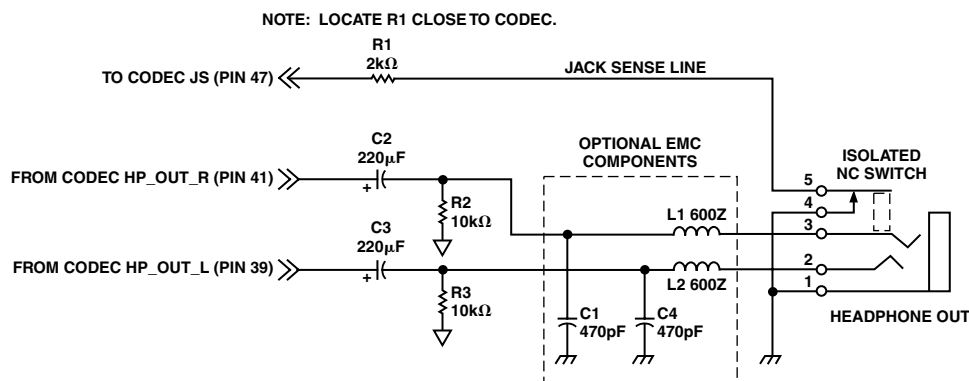 NOTE: LOCATE R1 CLOSE TO CODEC.
R1
2kΩ
TO CODEC JS (PIN 47)
JACK SENSE LINE
C2
220μF
+
FROM CODEC HP_OUT_R (PIN 41)
R2
10kΩ
OPTIONAL EMC
COMPONENTS
ISOLATED
NC SWITCH
5
4
3
L1 600Z
C3
220μF
+
FROM CODEC HP_OUT_L (PIN 39)
R3
10kΩ
2
L2 600Z
1
C1
470pF
C4
470pF
HEADPHONE OUT